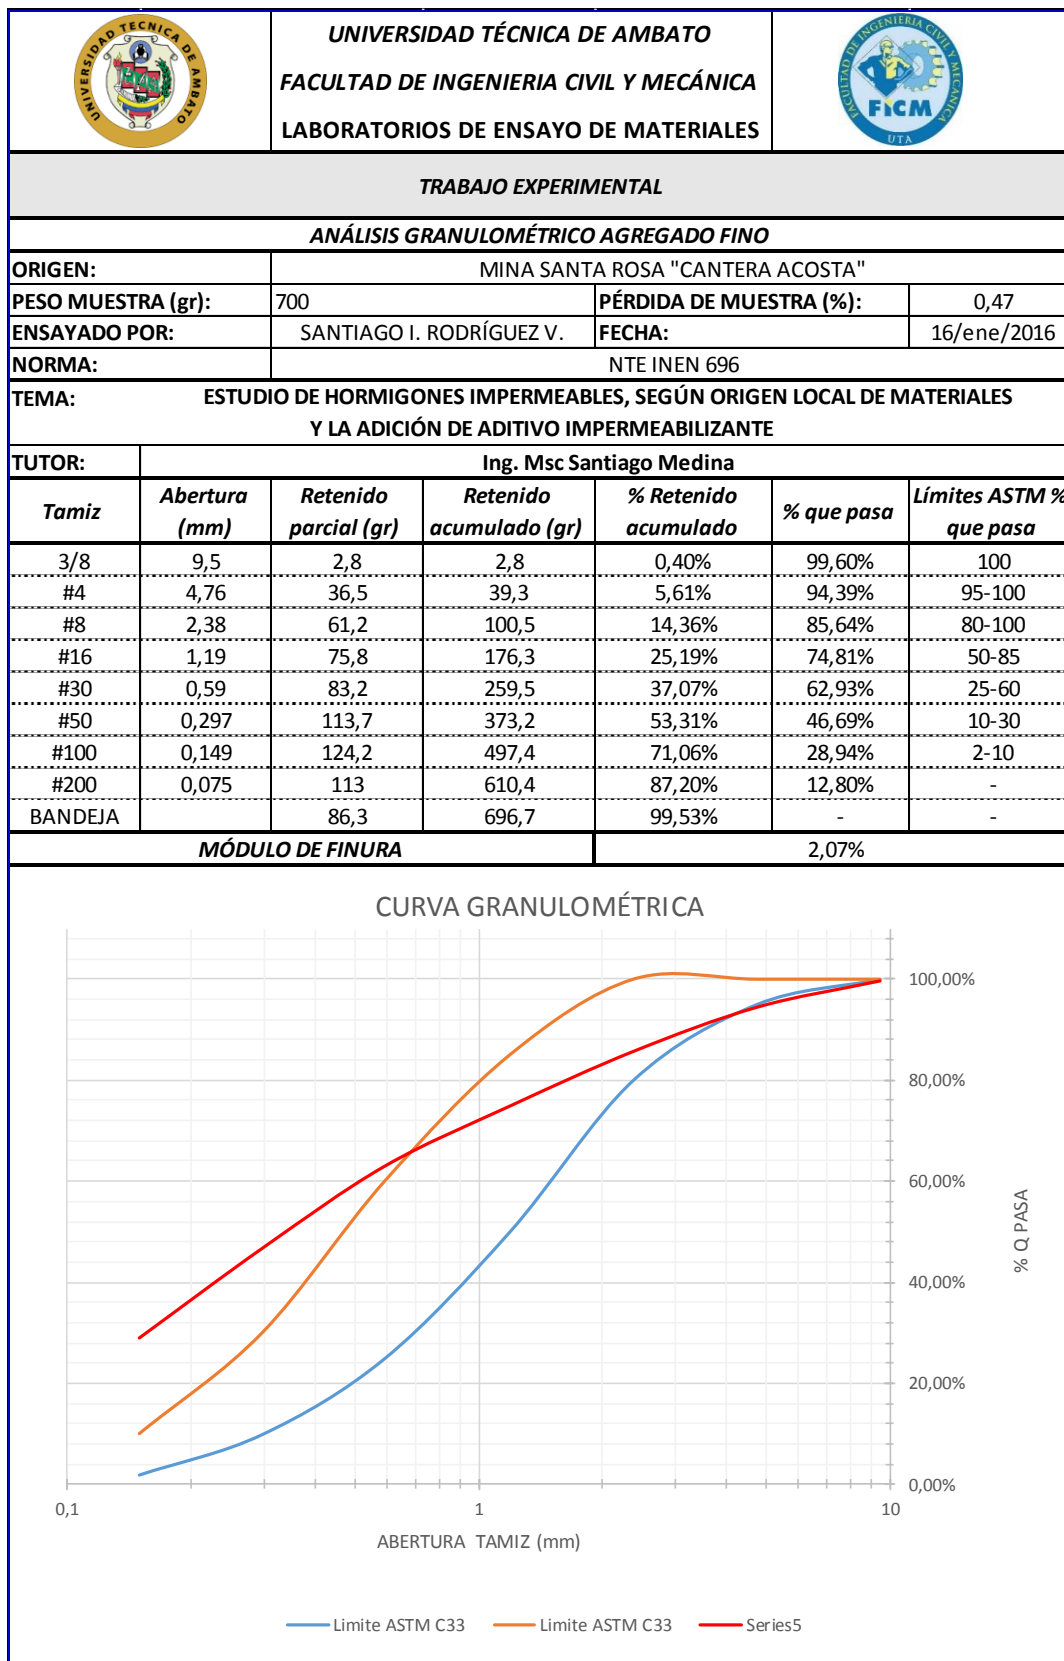 UNIVERSIDAD TECNICA DE AMBATO
UNIVERSIDAD TÉCNICA DE AMBATO
FACULTAD DE INGENIERIA CIVIL Y MECÁNICA
LABORATORIOS DE ENSAYO DE MATERIALES
FACULTAD DE INGENIERIA CIVIL Y MECANICA
FICM
UTA
TRABAJO EXPERIMENTAL
ANÁLISIS GRANULOMÉTRICO AGREGADO FINO
ORIGEN: MINA SANTA ROSA "CANTERA ACOSTA"
PESO MUESTRA (gr): 700 PÉRDIDA DE MUESTRA (%): 0,47
ENSAYADO POR: SANTIAGO I. RODRÍGUEZ V. FECHA: 16/ene/2016
NORMA: NTE INEN 696
TEMA: ESTUDIO DE HORMIGONES IMPERMEABLES, SEGÚN ORIGEN LOCAL DE MATERIALES
Y LA ADICIÓN DE ADITIVO IMPERMEABILIZANTE
TUTOR: Ing. Msc Santiago Medina
Tamiz Abertura (mm) Retenido parcial (gr) Retenido acumulado (gr) % Retenido acumulado % que pasa Límites ASTM % que pasa
3/8 9,5 2,8 2,8 0,40% 99,60% 100
#4 4,76 36,5 39,3 5,61% 94,39% 95-100
#8 2,38 61,2 100,5 14,36% 85,64% 80-100
#16 1,19 75,8 176,3 25,19% 74,81% 50-85
#30 0,59 83,2 259,5 37,07% 62,93% 25-60
#50 0,297 113,7 373,2 53,31% 46,69% 10-30
#100 0,149 124,2 497,4 71,06% 28,94% 2-10
#200 0,075 113 610,4 87,20% 12,80% -
BANDEJA 86,3 696,7 99,53% - -
MÓDULO DE FINURA 2,07%
CURVA GRANULOMÉTRICA
100,00%
80,00%
60,00%
40,00%
20,00%
0,00%
% Q PASA
0,1 1 10
ABERTURA TAMIZ (mm)
Limite ASTM C33 Limite ASTM C33 Series5